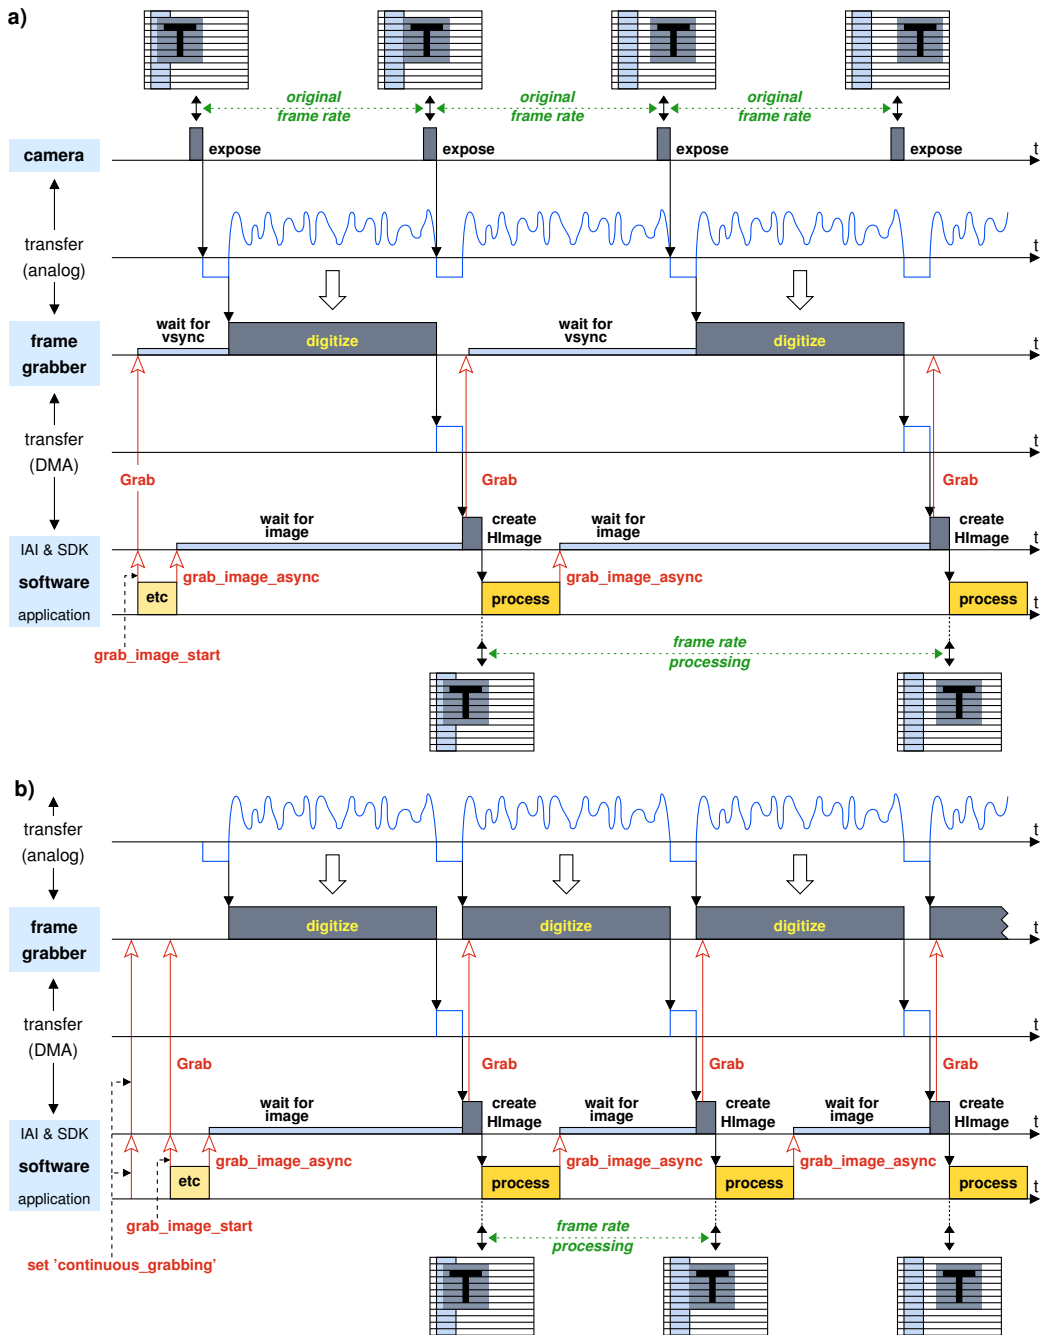 a)
T T T T
original original original
frame rate frame rate frame rate
camera expose expose expose expose t
transfer
(analog) t
wait for wait for
vsync vsync
frame digitize digitize
grabber t
transfer
(DMA) t
Grab Grab Grab
wait for create wait for create
image HImage image HImage
IAI & SDK t
software grab_image_async grab_image_async
etc process process
application t
grab_image_start
frame rate
processing
T T
b)
transfer
(analog) t
frame digitize digitize digitize
grabber t
transfer
(DMA) t
Grab Grab Grab Grab
wait for create wait for create wait for create
image HImage image HImage image HImage
IAI & SDK t
software grab_image_async grab_image_async grab_image_async
etc process process process
application t
grab_image_start
frame rate
processing
set 'continuous_grabbing'
T T T